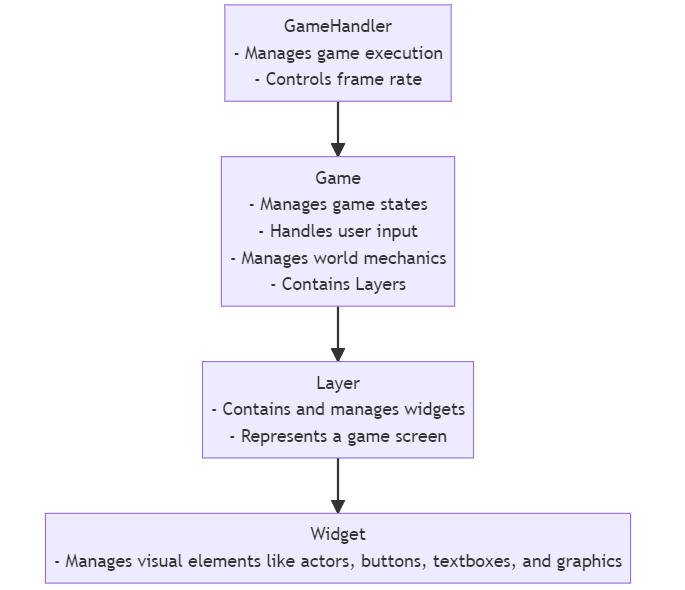 GameHandler
- Manages game execution
- Controls frame rate
Game
- Manages game states
- Handles user input
- Manages world mechanics
- Contains Layers
Layer
- Contains and manages widgets
- Represents a game screen
Widget
- Manages visual elements like actors, buttons, textboxes, and graphics